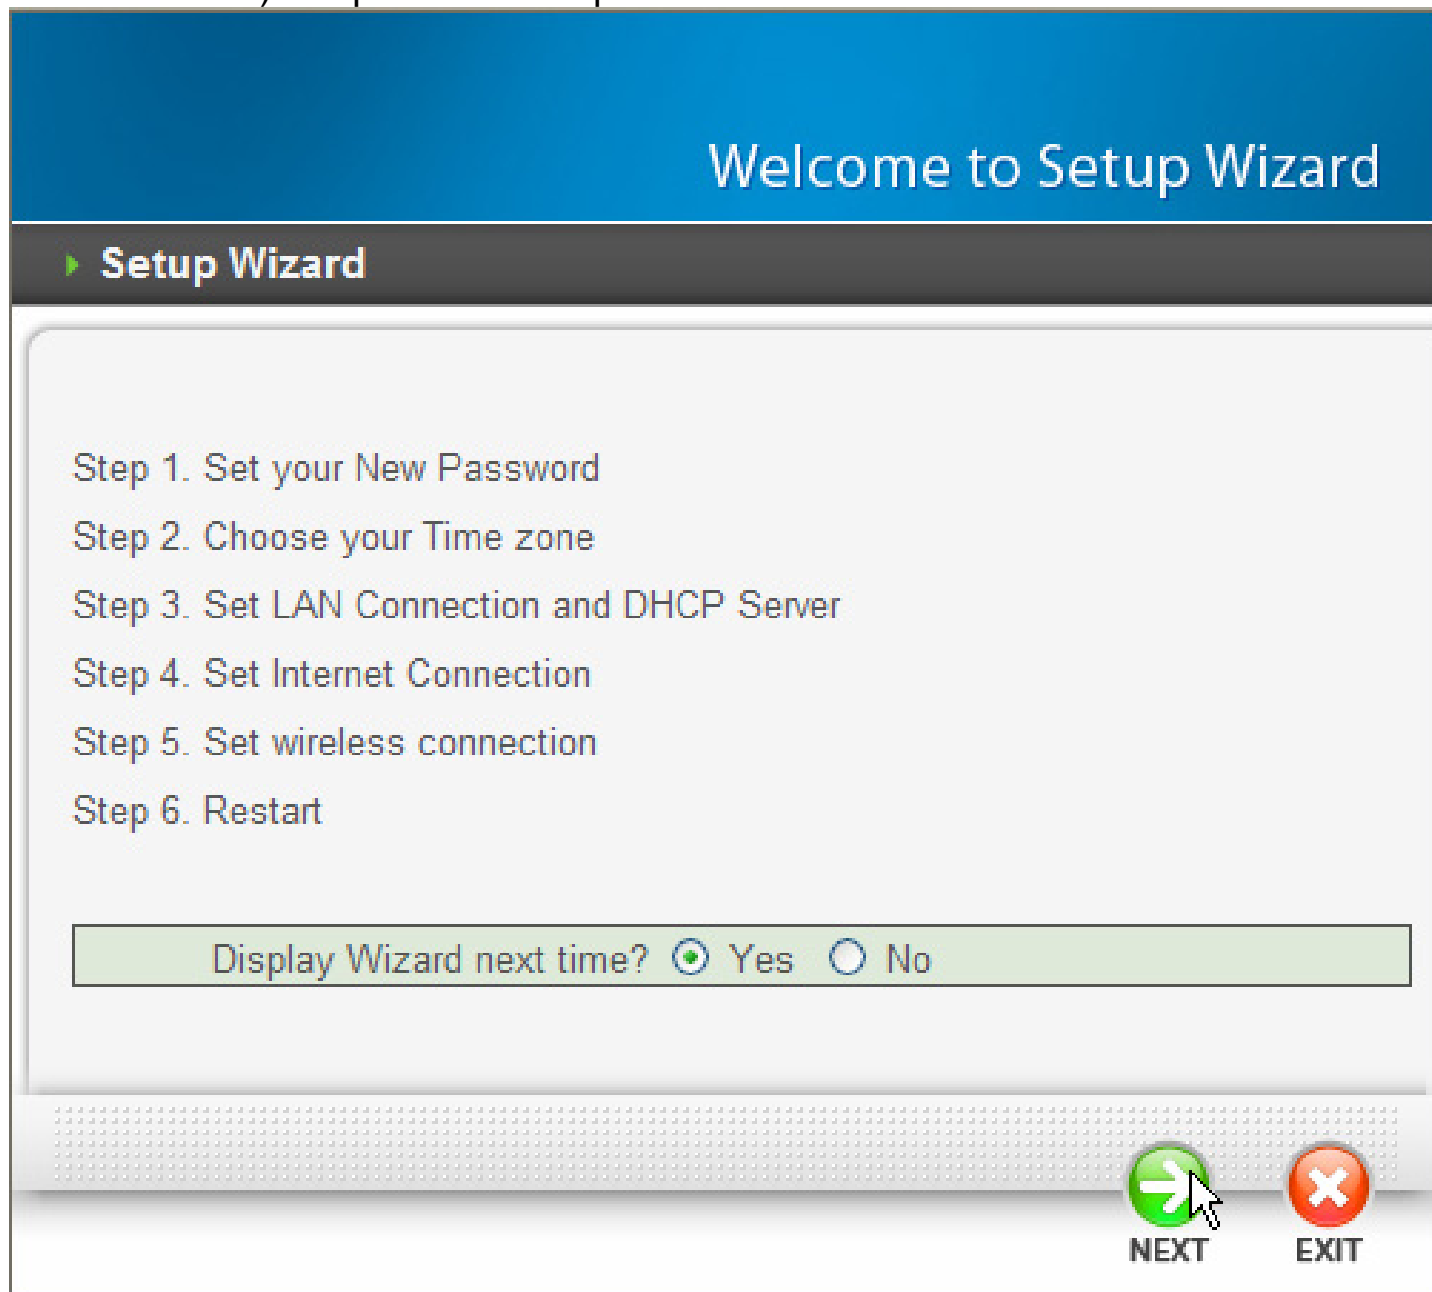 Welcome to Setup Wizard
Setup Wizard
Step 1. Set your New Password
Step 2. Choose your Time zone
Step 3. Set LAN Connection and DHCP Server
Step 4. Set Internet Connection
Step 5. Set wireless connection
Step 6. Restart
Display Wizard next time? Yes No
NEXT EXIT